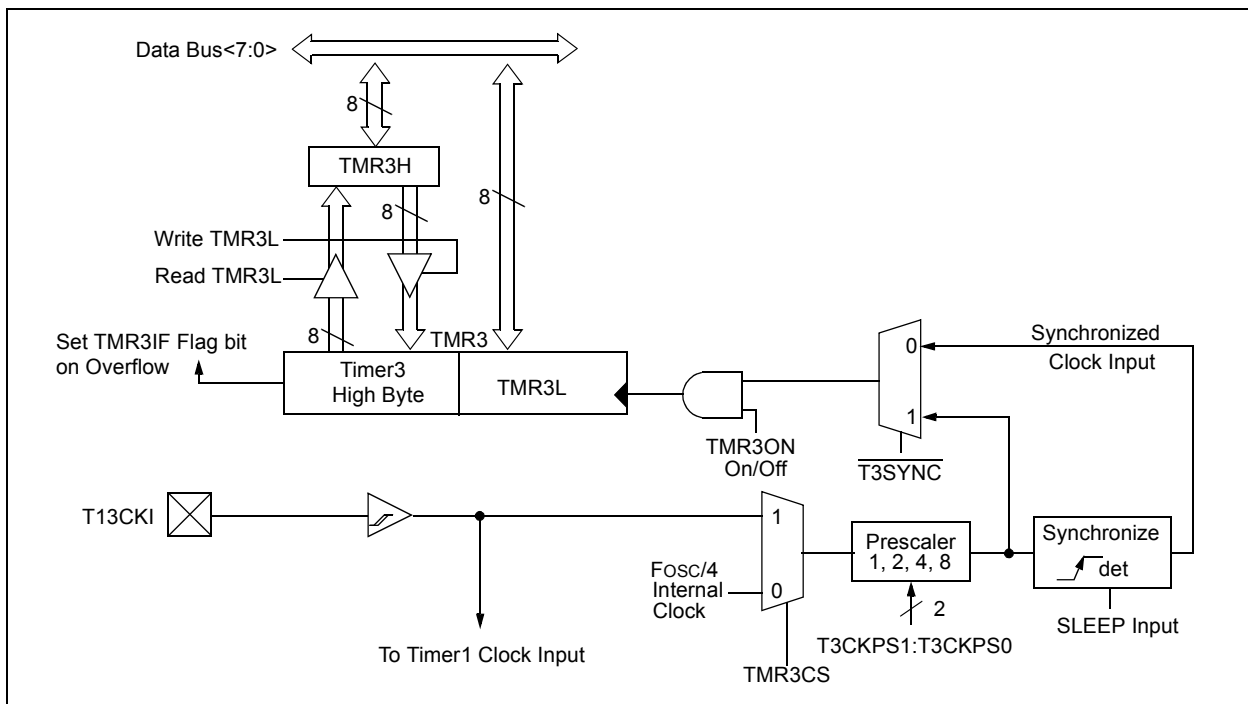 Data Bus<7:0>
8
TMR3H
8
8
Write TMR3L
Read TMR3L
8
TMR3
Set TMR3IF Flag bit
on Overflow
Timer3
High Byte
TMR3L
0
Synchronized
Clock Input
1
TMR3ON
On/Off
T3SYNC
T13CKI
1
Prescaler
1, 2, 4, 8
Synchronize
det
FOSC/4
Internal
Clock
0
2
SLEEP Input
To Timer1 Clock Input
T3CKPS1:T3CKPS0
TMR3CS